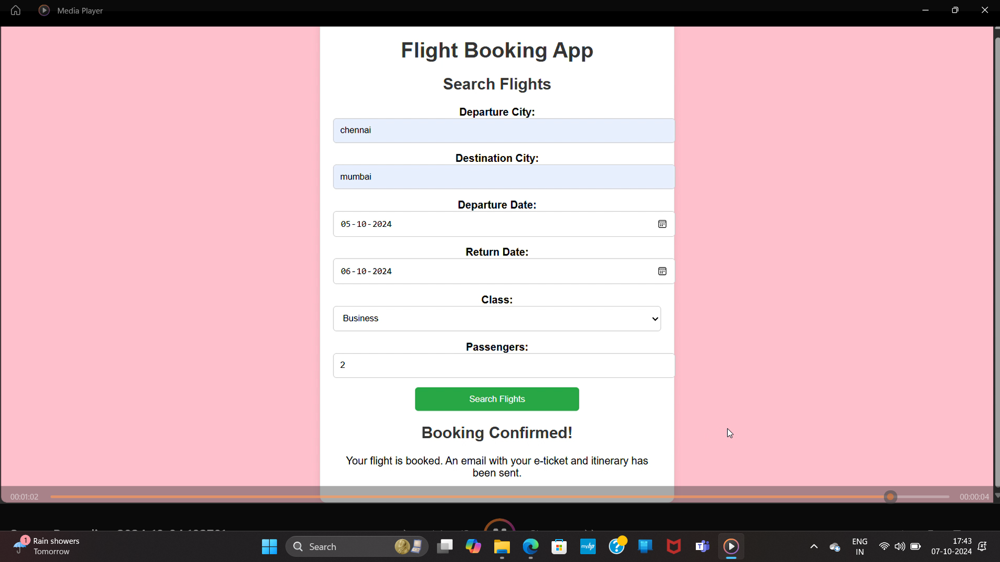 Media Player
Flight Booking App
Search Flights
Departure City:
chennai
Destination City:
mumbai
Departure Date:
05-10-2024
Return Date:
06-10-2024
Class:
Business
Passengers:
2
Search Flights
Booking Confirmed!
Your flight is booked. An email with your e-ticket and itinerary has
been sent.
00:01:02
00:00:04
1
Rain showers
Tomorrow
Search
myhp
ENG
IN
17:43
07-10-2024